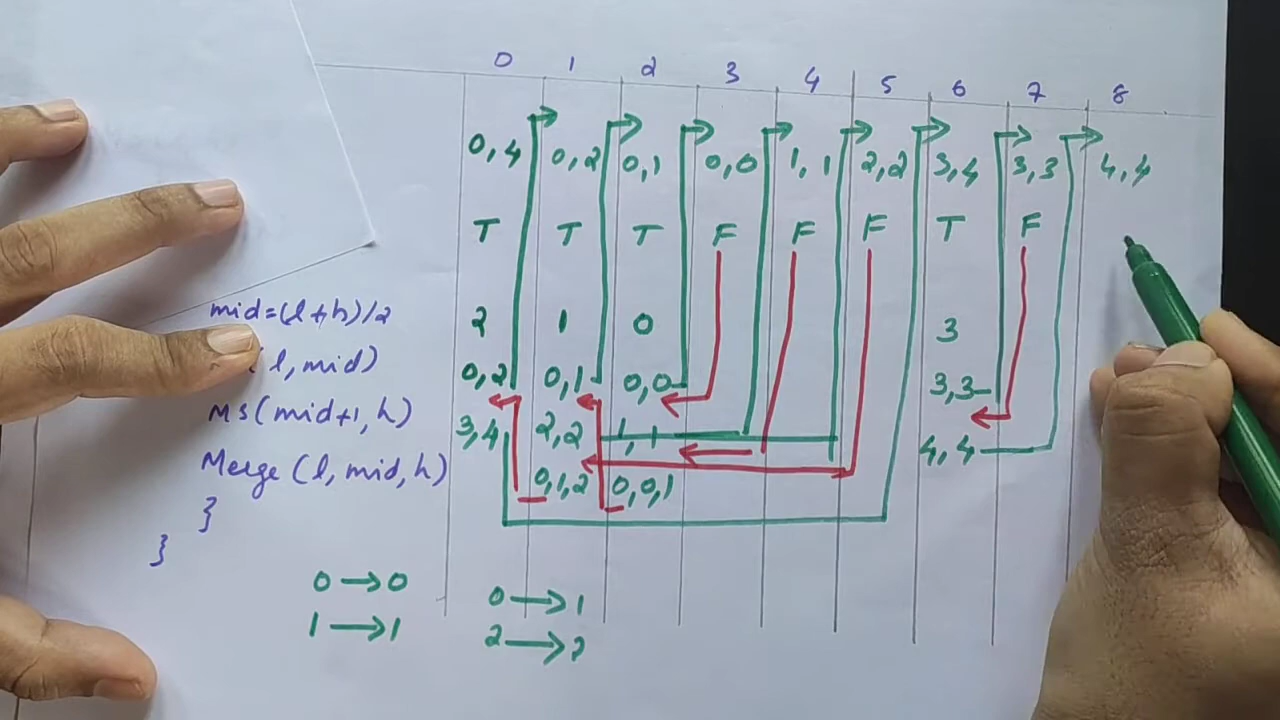 0 1 2 3 4 5 6 7 8
0,4 0,2 0,1 0,0 1,1 2,2 3,4 3,3 4,4
T T T F F F T F
mid=(l+h)/2 2 1 0 3
(l,mid) 0,2 0,1 0,0 3,3
MS(mid+1,h) 3,4 2,2 1,1 4,4
Merge(l,mid,h) 0,1,2 0,0,1
}
}
0→0 0→1
1→1 2→2